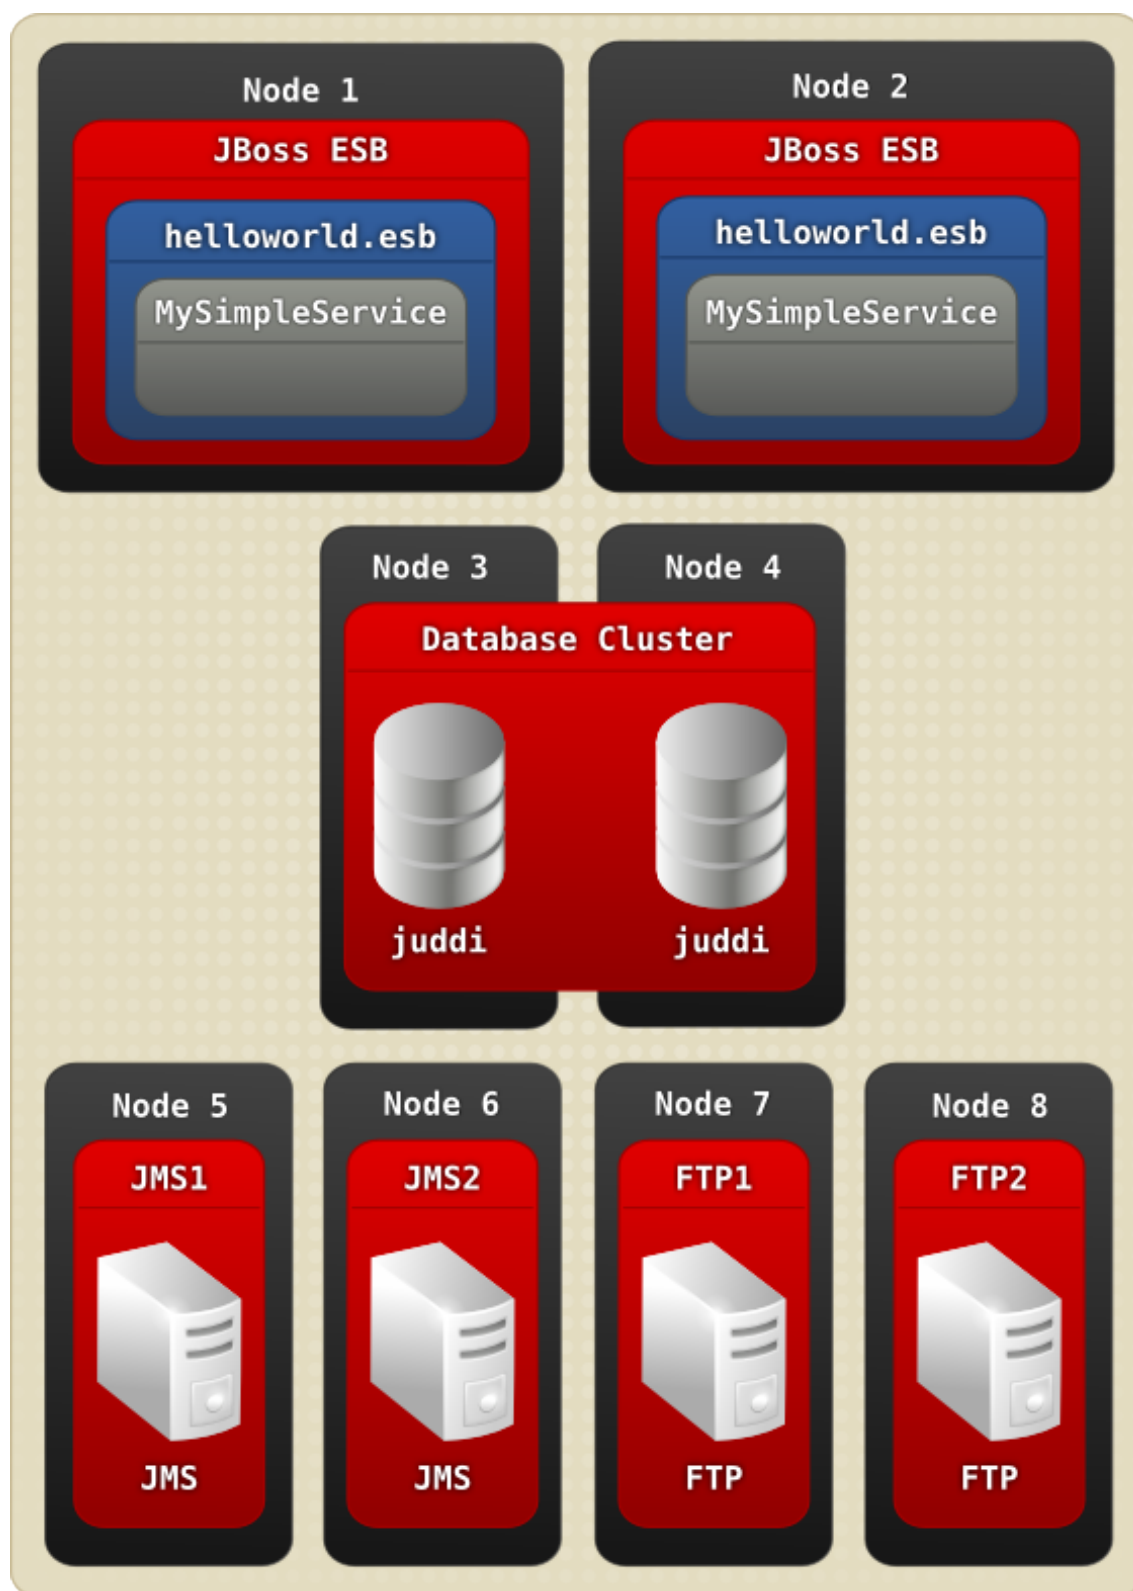 Node 1
Node 2
JBoss ESB
JBoss ESB
helloworld.esb
helloworld.esb
MySimpleService
MySimpleService
Node 3
Node 4
Database Cluster
juddi
juddi
Node 5
Node 6
Node 7
Node 8
JMS1
JMS2
FTP1
FTP2
JMS
JMS
FTP
FTP